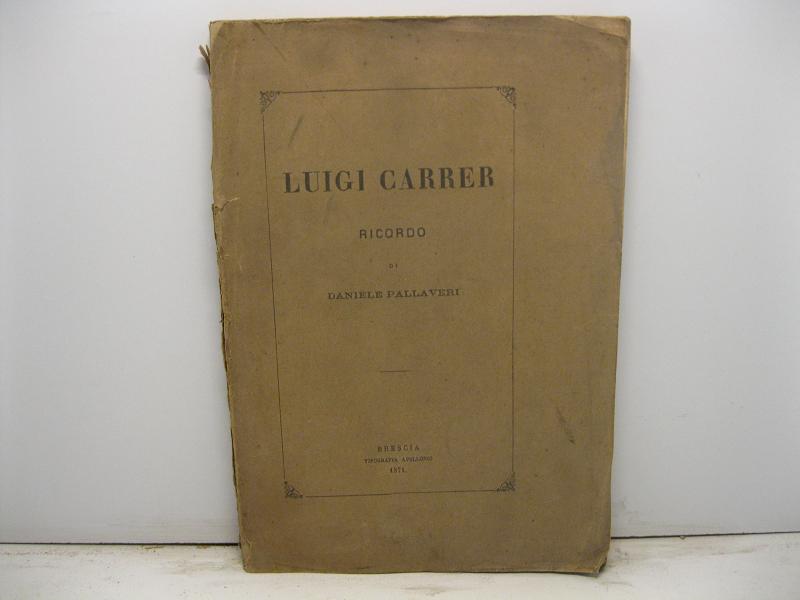 LUIGI CARRER
RICORDO
DI
DANIELE PALLAVERI
BRESCIA
TIPOGRAFIA APOLLONIO
1871.